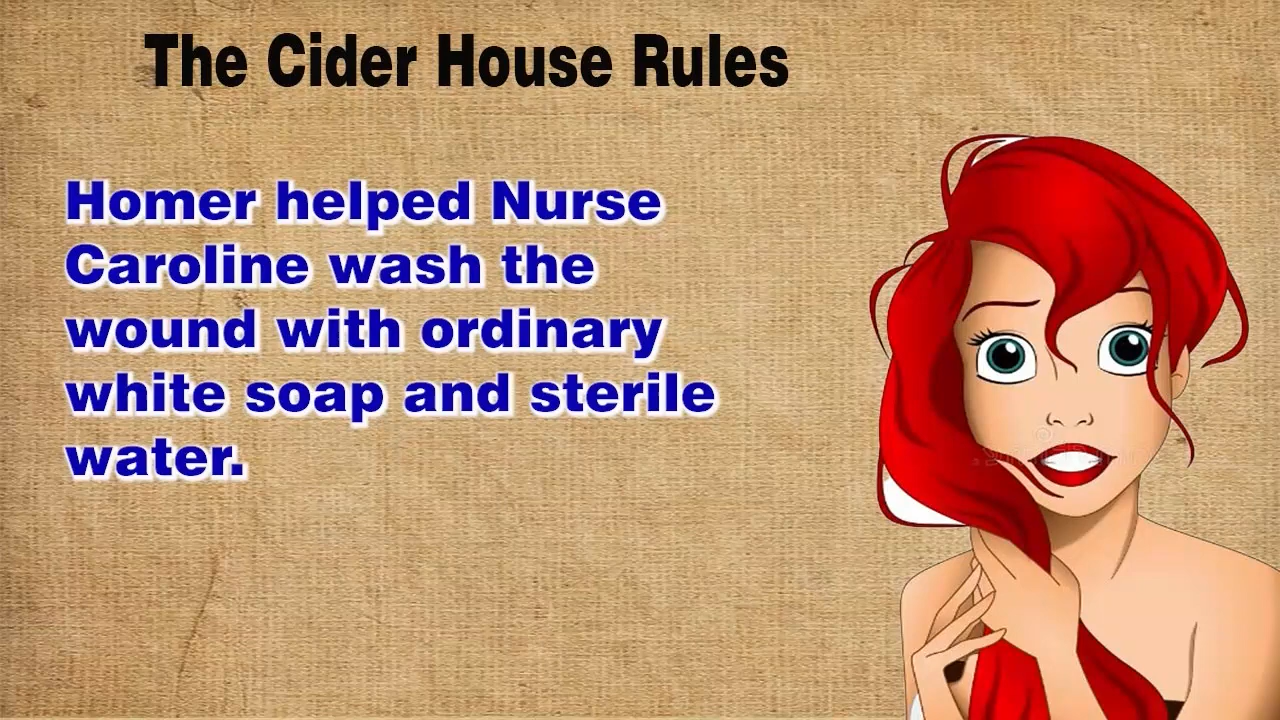 The Cider House Rules
Homer helped Nurse
Caroline wash the
wound with ordinary
white soap and sterile
water.